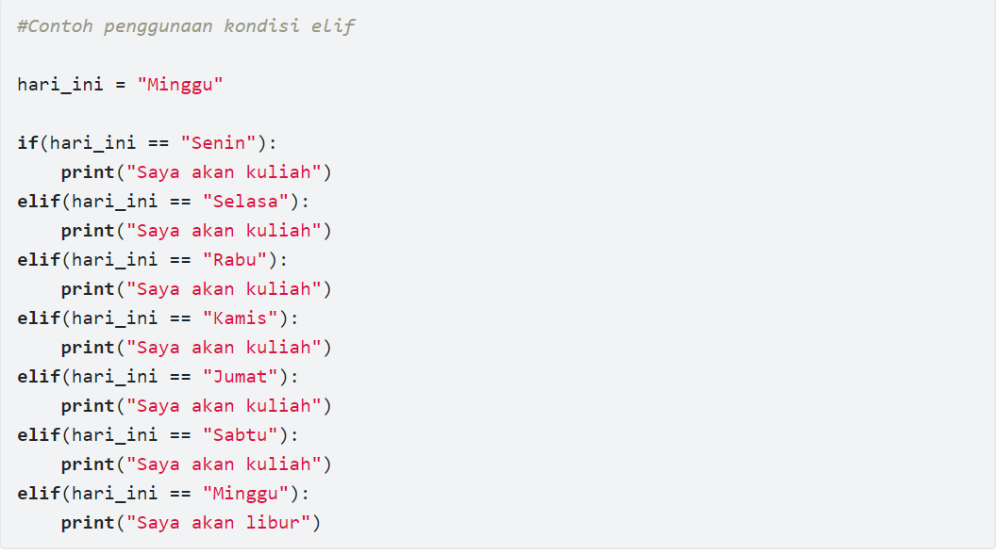 #Contoh penggunaan kondisi elif
hari_ini = "Minggu"
if(hari_ini == "Senin"):
    print("Saya akan kuliah")
elif(hari_ini == "Selasa"):
    print("Saya akan kuliah")
elif(hari_ini == "Rabu"):
    print("Saya akan kuliah")
elif(hari_ini == "Kamis"):
    print("Saya akan kuliah")
elif(hari_ini == "Jumat"):
    print("Saya akan kuliah")
elif(hari_ini == "Sabtu"):
    print("Saya akan kuliah")
elif(hari_ini == "Minggu"):
    print("Saya akan libur")